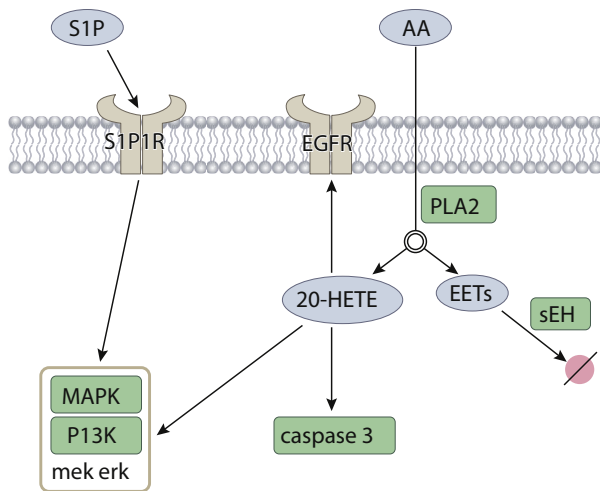 S1P
AA
S1P1R
EGFR
PLA2
20-HETE
EETs
sEH
MAPK
P13K
mek erk
caspase 3